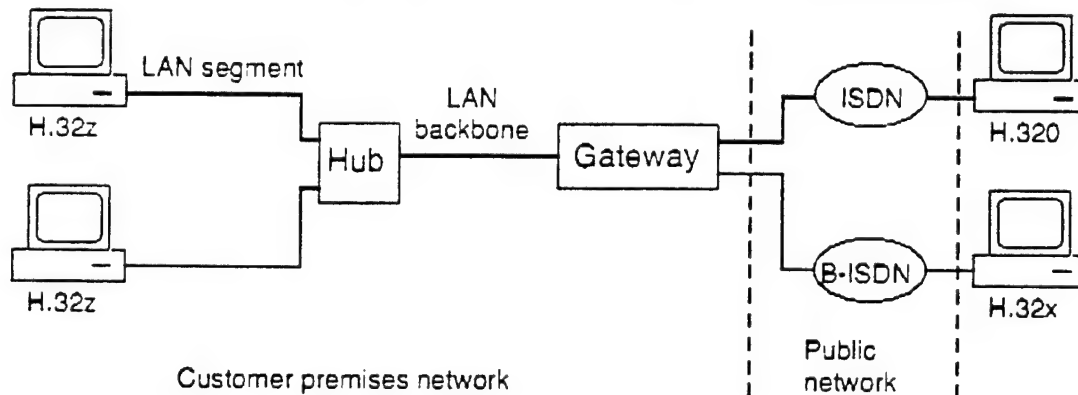 LAN segment
H.32z
LAN
backbone
Hub
Gateway
ISDN
H.320
H.32z
B-ISDN
H.32x
Customer premises network
Public
network